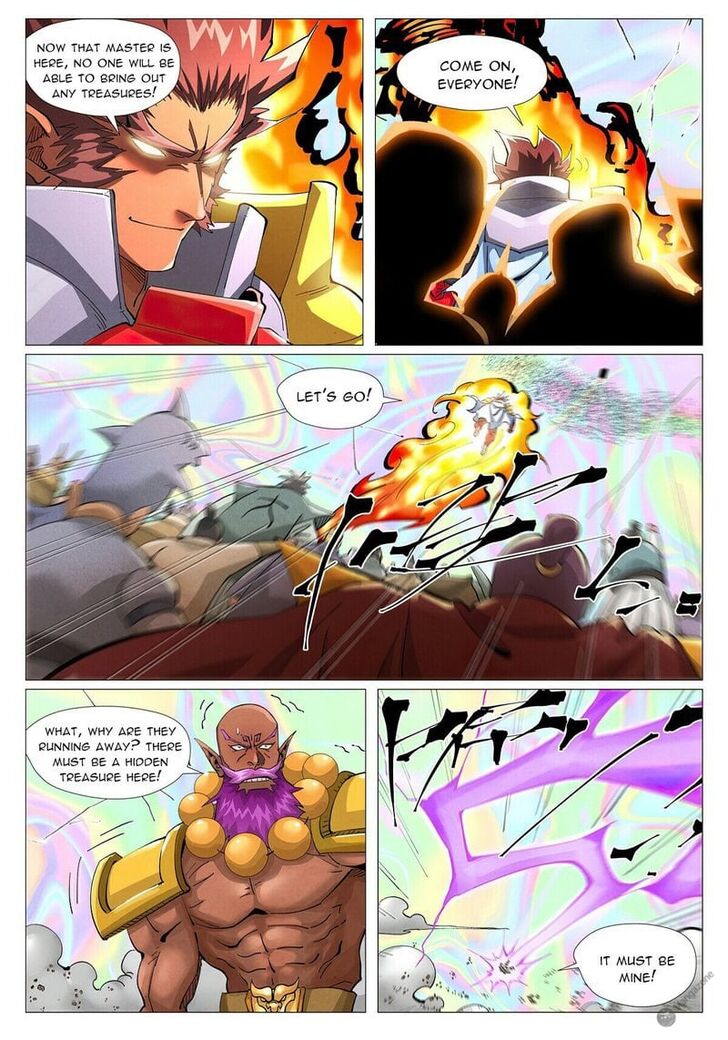 NOW THAT MASTER IS
HERE, NO ONE WILL BE
ABLE TO BRING OUT
ANY TREASURES!
COME ON,
EVERYONE!
LET'S GO!
WHAT, WHY ARE THEY
RUNNING AWAY? THERE
MUST BE A HIDDEN
TREASURE HERE!
IT MUST BE
MINE!